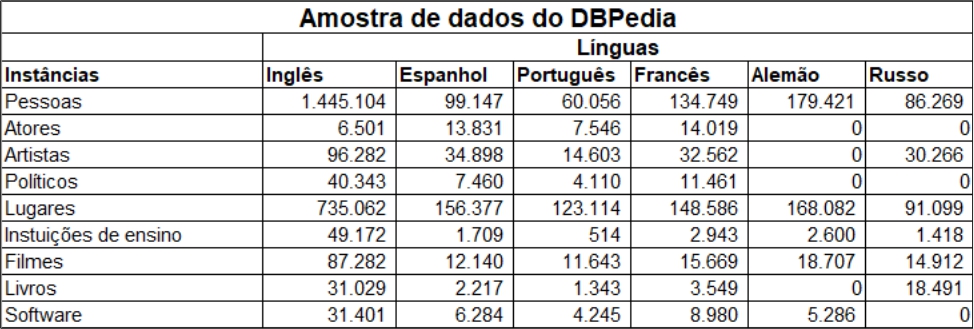 Amostra de dados do DBPedia
Línguas
Instâncias Inglês Espanhol Português Francês Alemão Russo
Pessoas 1.445.104 99.147 60.056 134.749 179.421 86.269
Atores 6.501 13.831 7.546 14.019 0 0
Artistas 96.282 34.898 14.603 32.562 0 30.266
Políticos 40.343 7.460 4.110 11.461 0 0
Lugares 735.062 156.377 123.114 148.586 168.082 91.099
Instuições de ensino 49.172 1.709 514 2.943 2.600 1.418
Filmes 87.282 12.140 11.643 15.669 18.707 14.912
Livros 31.029 2.217 1.343 3.549 0 18.491
Software 31.401 6.284 4.245 8.980 5.286 0